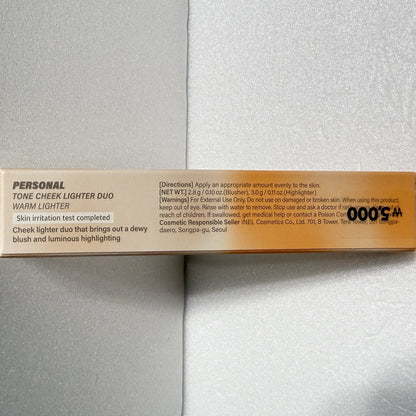 PERSONAL
TONE CHEEK LIGHTER DUO
WARM LIGHTER
Skin irritation test completed
Cheek lighter duo that brings out a dewy
blush and luminous highlighting
[Directions] Apply an appropriate amount evenly to the skin.
[NET WT.] 2.8 g / 0.10 oz.(Blusher), 3.0 g / 0.11 oz.(Highlighter)
[Warnings] For External Use Only. Do not use on damaged or broken skin. When using this product,
keep out of eye. Rinse with water to remove. Stop use and ask a doctor if
reach of children. If swallowed, get medical help or contact a Poison
Cosmetic Responsible Seller INEL Cosmetics Co., Ltd. 701, B Tower,
daero, Songpa-gu, Seoul
₩5,000